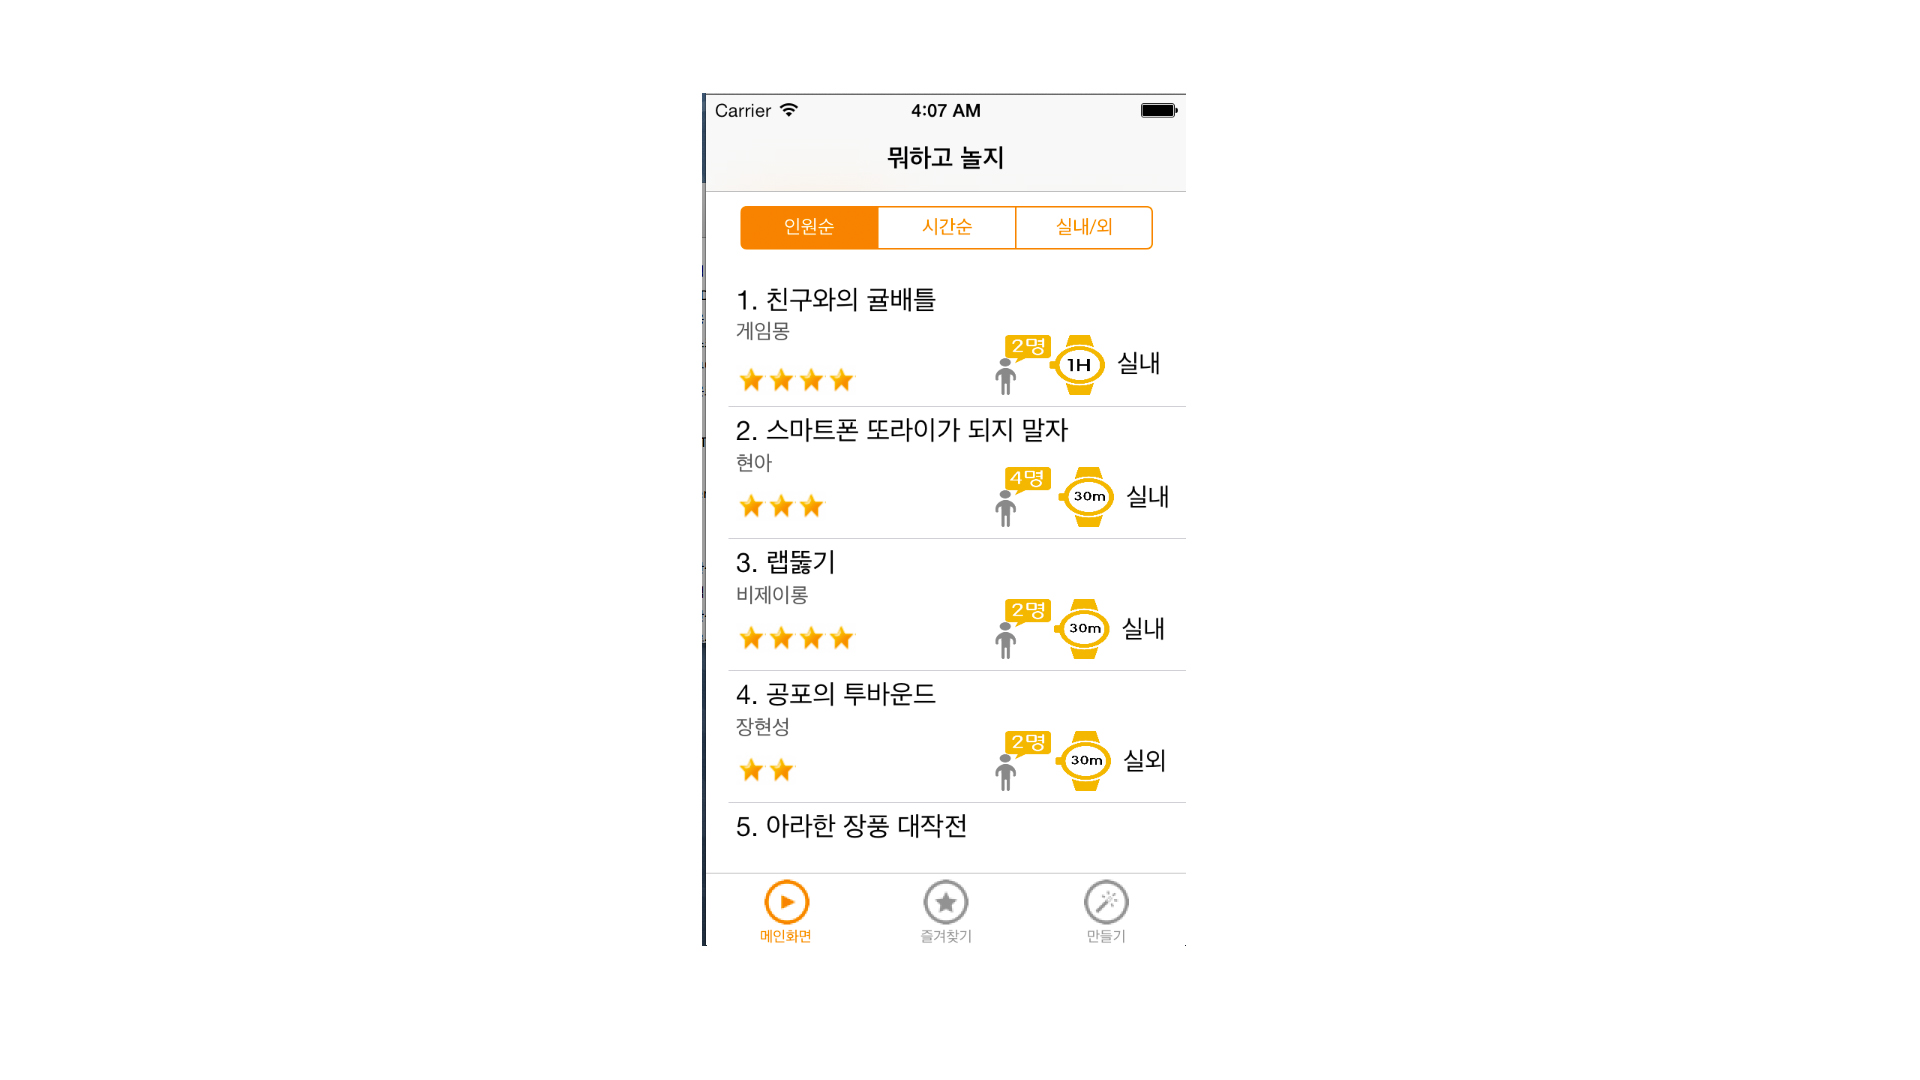 Carrier 4:07 AM
뭐하고 놀지
인원순 시간순 실내/외
1. 친구와의 귤배틀
게임몽
2명 1H 실내
2. 스마트폰 또라이가 되지 말자
현아
4명 30m 실내
3. 랩뚫기
비제이롱
2명 30m 실내
4. 공포의 투바운드
장현성
2명 30m 실외
5. 아라한 장풍 대작전
메인화면 즐겨찾기 만들기